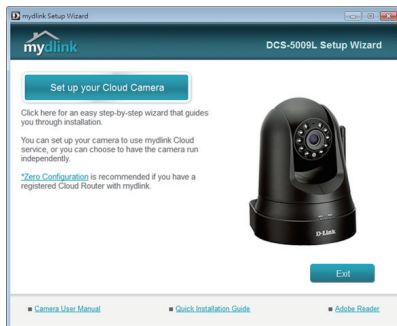 mydlink Setup Wizard
mydlink
DCS-5009L Setup Wizard
Set up your Cloud Camera
Click here for an easy step-by-step wizard that guides
you through installation.
You can set up your camera to use mydlink Cloud
service, or you can choose to have the camera run
independently.
*Zero Configuration is recommended if you have a
registered Cloud Router with mydlink.
D-Link
Exit
Camera User Manual
Quick Installation Guide
Adobe Reader